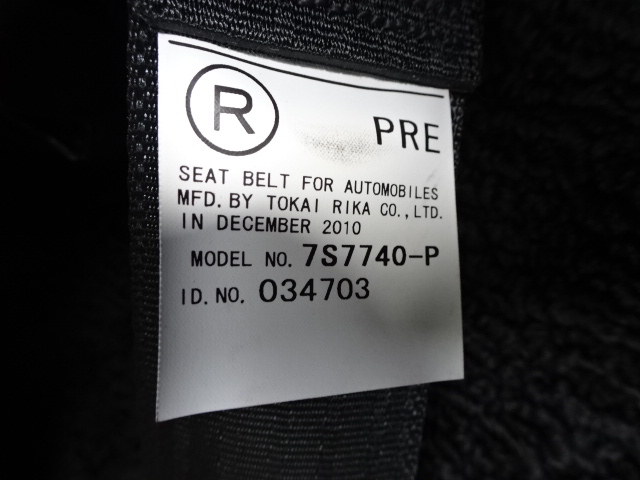 R
PRE
SEAT BELT FOR AUTOMOBILES
MFD. BY TOKAI RIKA CO., LTD.
IN DECEMBER 2010
MODEL NO. 7S7740-P
ID. NO. 034703